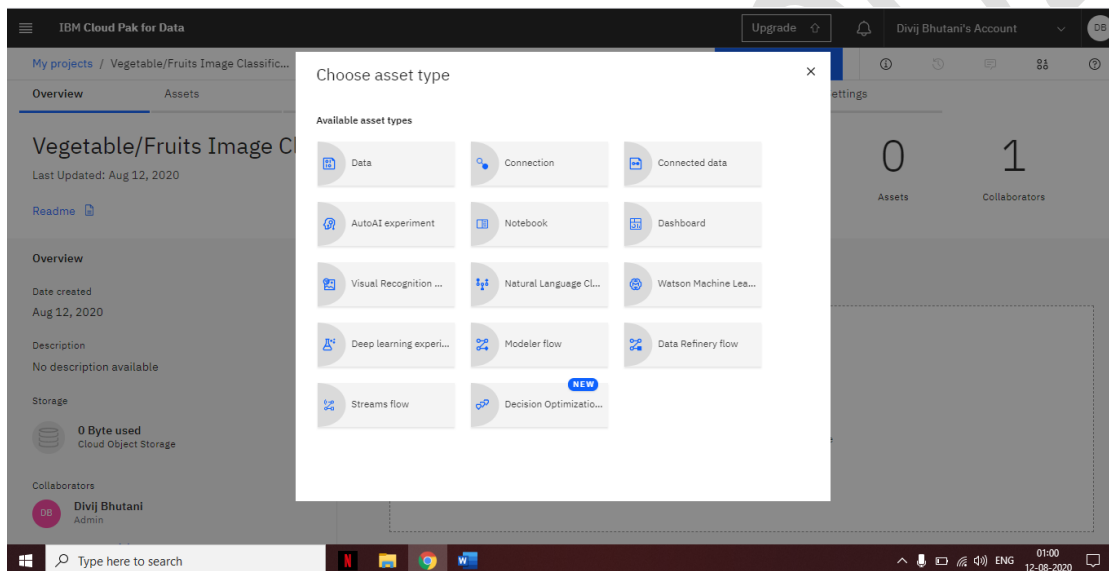 IBM Cloud Pak for Data
Upgrade
Divij Bhutani's Account
DB
My projects / Vegetable/Fruits Image Classific...
Overview
Assets
ettings
Vegetable/Fruits Image Cl
Last Updated: Aug 12, 2020
Readme
0
Assets
1
Collaborators
Overview
Date created
Aug 12, 2020
Description
No description available
Storage
0 Byte used
Cloud Object Storage
Collaborators
DB
Divij Bhutani
Admin
Choose asset type
Available asset types
Data
Connection
Connected data
AutoAI experiment
Notebook
Dashboard
Visual Recognition ...
Natural Language Cl...
Watson Machine Lea...
Deep learning experi...
Modeler flow
Data Refinery flow
NEW
Streams flow
Decision Optimizatio...
Type here to search
N
W
ENG
01:00
12-08-2020